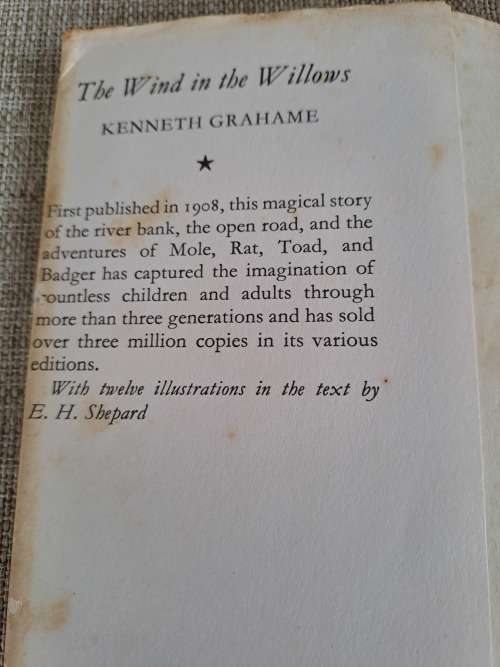 The Wind in the Willows
KENNETH GRAHAME
★
First published in 1908, this magical story
of the river bank, the open road, and the
adventures of Mole, Rat, Toad, and
Badger has captured the imagination of
countless children and adults through
more than three generations and has sold
over three million copies in its various
editions.
With twelve illustrations in the text by
E. H. Shepard